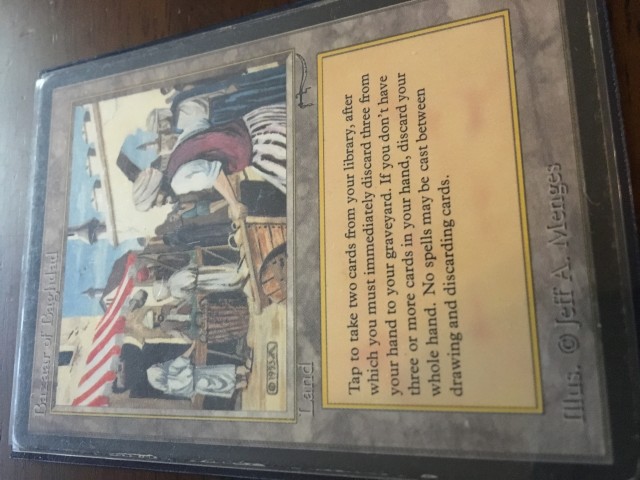 Bazaar of Baghdad
© 1993
Land
Tap to take two cards from your library, after
which you must immediately discard three from
your hand to your graveyard. If you don't have
three or more cards in your hand, discard your
whole hand. No spells may be cast between
drawing and discarding cards.
Illus. © Jeff A. Menges